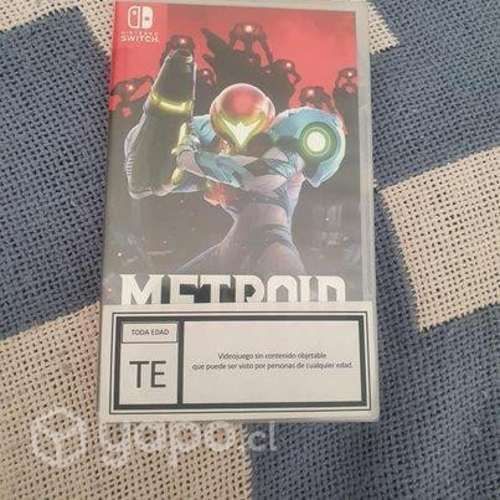 NINTENDO
SWITCH
METROID
TODA EDAD
TE
Videojuego sin contenido objetable
que puede ser visto por personas de cualquier edad.
yapo.cl